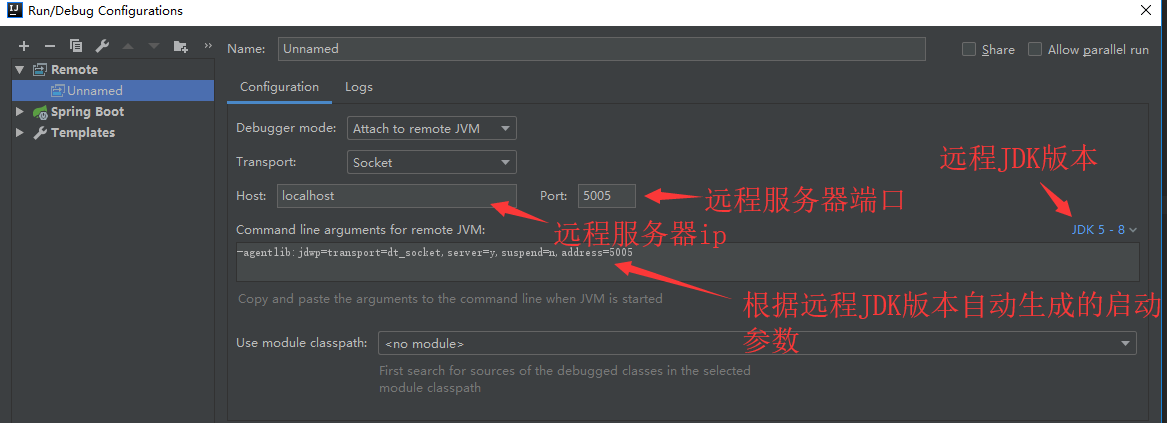 Run/Debug Configurations
Name: Unnamed
Share
Allow parallel run
Remote
Unnamed
Spring Boot
Templates
Configuration
Logs
Debugger mode: Attach to remote JVM
Transport: Socket
远程JDK版本
Host: localhost
Port: 5005
远程服务器端口
Command line arguments for remote JVM:
远程服务器ip
JDK 5 - 8
-agentlib:jdwp=transport=dt_socket,server=y,suspend=n,address=5005
Copy and paste the arguments to the command line when JVM is started
根据远程JDK版本自动生成的启动
参数
Use module classpath: <no module>
First search for sources of the debugged classes in the selected
module classpath